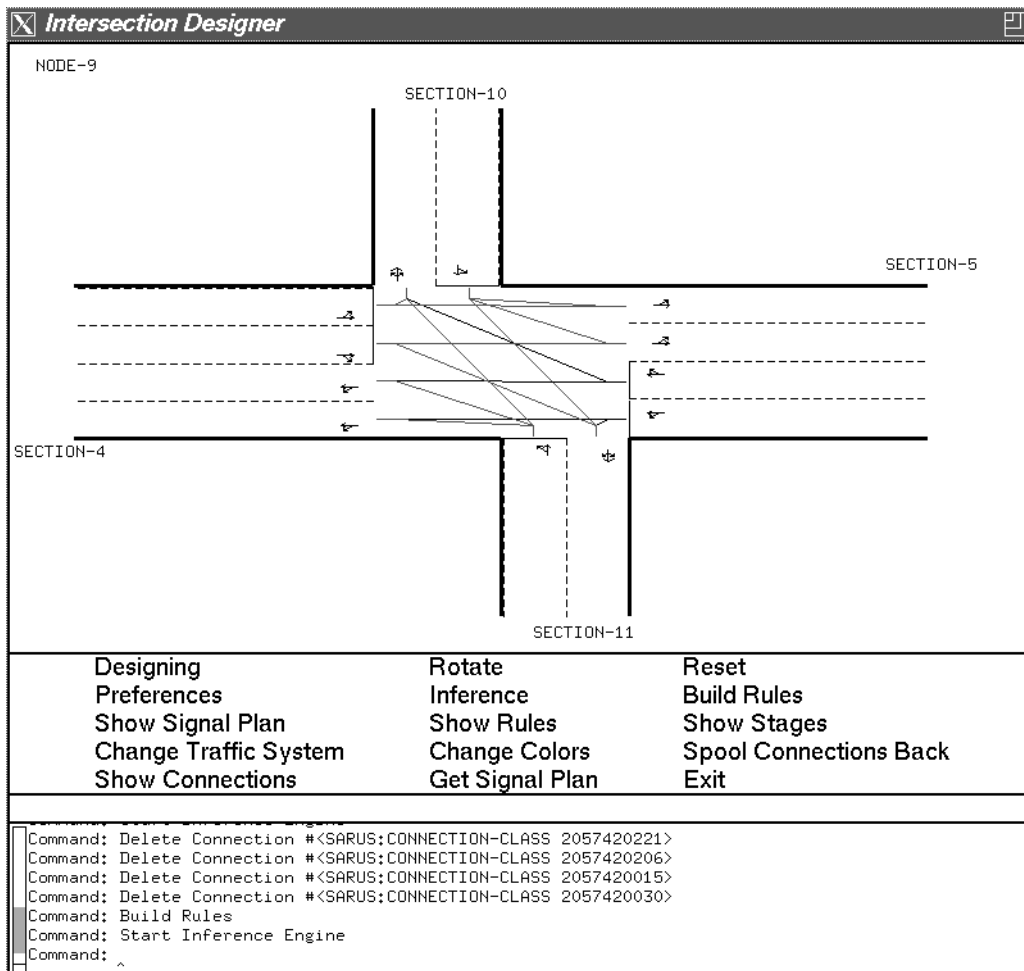 Intersection Designer
NODE-9
SECTION-10
SECTION-5
SECTION-4
SECTION-11
Designing Rotate Reset
Preferences Inference Build Rules
Show Signal Plan Show Rules Show Stages
Change Traffic System Change Colors Spool Connections Back
Show Connections Get Signal Plan Exit
Command: Start Inference Engine
Command: Delete Connection #<SARUS:CONNECTION-CLASS 2057420221>
Command: Delete Connection #<SARUS:CONNECTION-CLASS 2057420206>
Command: Delete Connection #<SARUS:CONNECTION-CLASS 2057420015>
Command: Delete Connection #<SARUS:CONNECTION-CLASS 2057420030>
Command: Build Rules
Command: Start Inference Engine
Command: